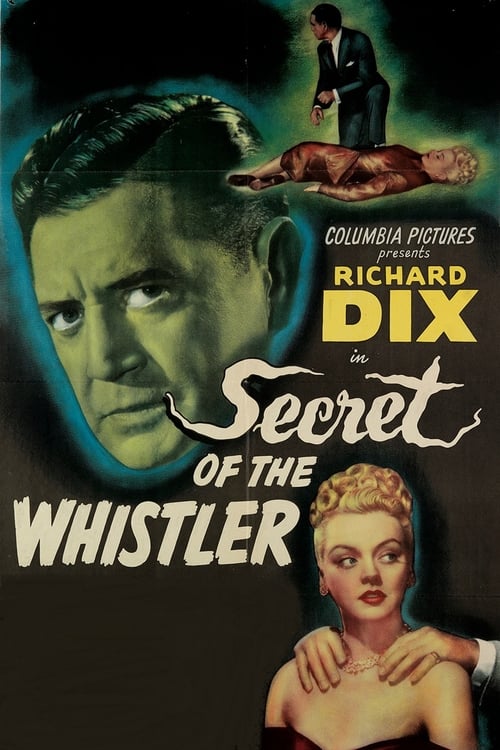 COLUMBIA PICTURES
presents
RICHARD
DIX
in
Secret
OF THE
WHISTLER